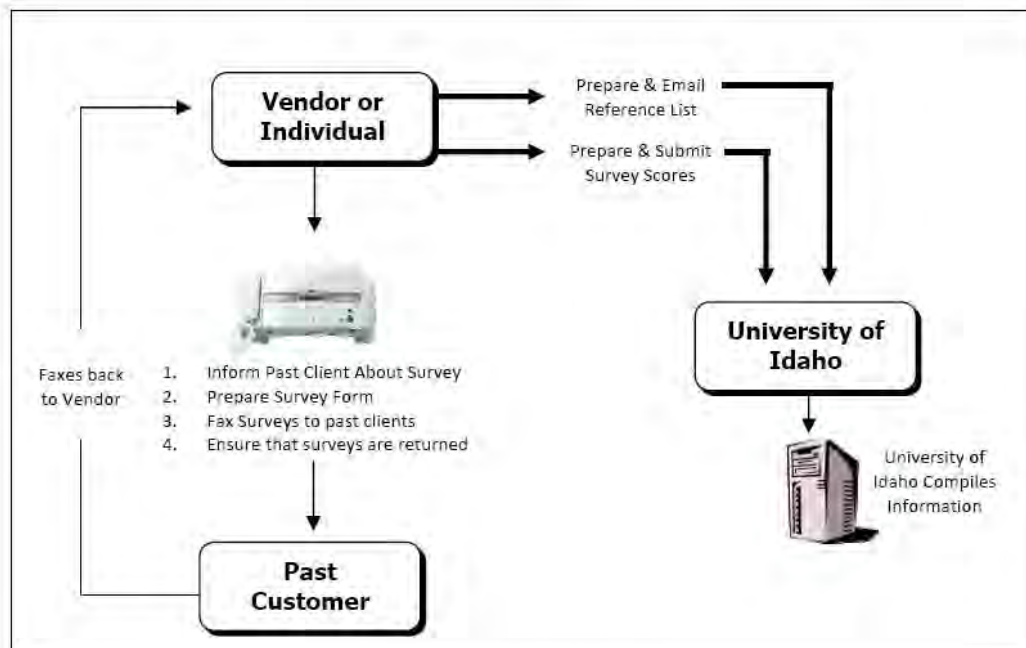 Vendor or
Individual
Prepare & Email
Reference List
Prepare & Submit
Survey Scores
University of
Idaho
Faxes back
to Vendor
1. Inform Past Client About Survey
2. Prepare Survey Form
3. Fax Surveys to past clients
4. Ensure that surveys are returned
University of
Idaho Compiles
Information
Past
Customer